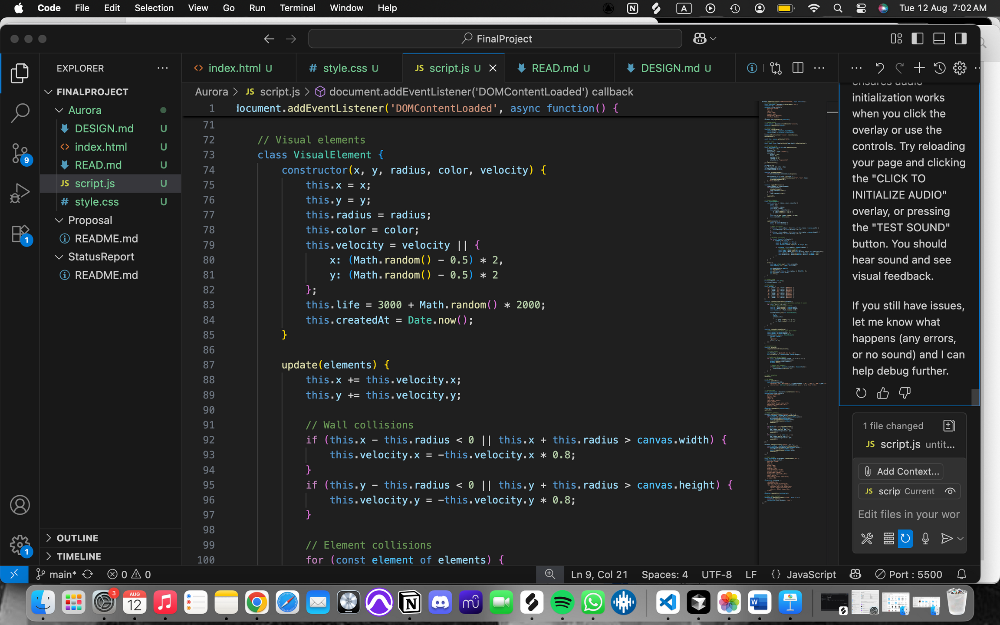 Code File Edit Selection View Go Run Terminal Window Help
A
Tue 12 Aug 7:02 AM
FinalProject
EXPLORER
FINALPROJECT
Aurora
DESIGN.md U
index.html U
READ.md U
JS script.js U
# style.css U
Proposal
README.md
StatusReport
README.md
OUTLINE
TIMELINE
9
1
1
<> index.html U
# style.css U
JS script.js U
READ.md U
DESIGN.md U
Aurora > JS script.js > document.addEventListener('DOMContentLoaded') callback
1 document.addEventListener('DOMContentLoaded', async function() {
71
72 // Visual elements
73 class VisualElement {
74 constructor(x, y, radius, color, velocity) {
75 this.x = x;
76 this.y = y;
77 this.radius = radius;
78 this.color = color;
79 this.velocity = velocity || {
80 x: (Math.random() - 0.5) * 2,
81 y: (Math.random() - 0.5) * 2
82 };
83 this.life = 3000 + Math.random() * 2000;
84 this.createdAt = Date.now();
85 }
86
87 update(elements) {
88 this.x += this.velocity.x;
89 this.y += this.velocity.y;
90
91 // Wall collisions
92 if (this.x - this.radius < 0 || this.x + this.radius > canvas.width) {
93 this.velocity.x = -this.velocity.x * 0.8;
94 }
95 if (this.y - this.radius < 0 || this.y + this.radius > canvas.height) {
96 this.velocity.y = -this.velocity.y * 0.8;
97 }
98
99 // Element collisions
100 for (const element of elements) {
ensures audio
initialization works
when you click the
overlay or use the
controls. Try reloading
your page and clicking
the "CLICK TO
INITIALIZE AUDIO"
overlay, or pressing
the "TEST SOUND"
button. You should
hear sound and see
visual feedback.
If you still have issues,
let me know what
happens (any errors,
or no sound) and I can
help debug further.
1 file changed
JS script.js untit...
Add Context...
JS scrip Current
Edit files in your wor
main* 0 0
Ln 9, Col 21 Spaces: 4 UTF-8 LF {} JavaScript Port : 5500
3
AUG
12
N
W